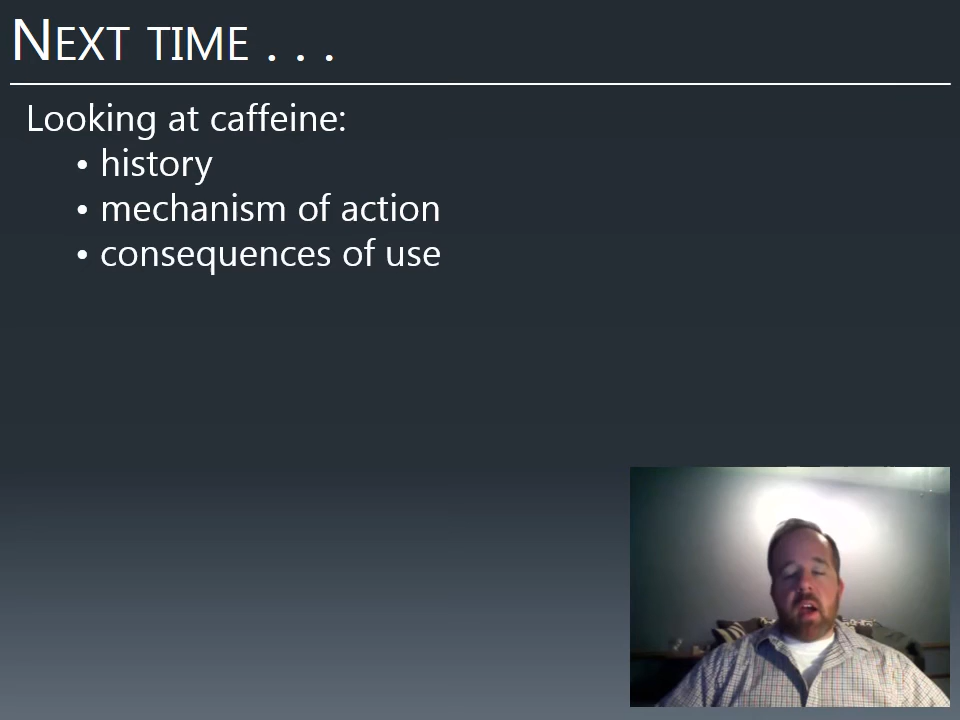 NEXT TIME . . .
Looking at caffeine:
• history
• mechanism of action
• consequences of use